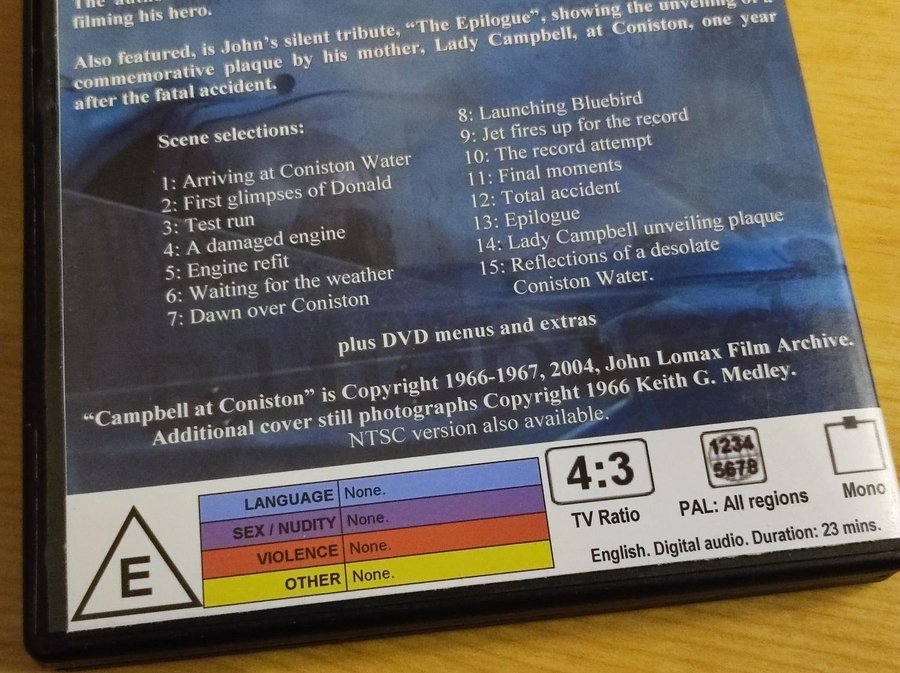 The
filming his hero.
Also featured, is John's silent tribute, "The Epilogue", showing the unveiling of a
commemorative plaque by his mother, Lady Campbell, at Coniston, one year
after the fatal accident.
Scene selections:
1: Arriving at Coniston Water
2: First glimpses of Donald
3: Test run
4: A damaged engine
5: Engine refit
6: Waiting for the weather
7: Dawn over Coniston
8: Launching Bluebird
9: Jet fires up for the record
10: The record attempt
11: Final moments
12: Total accident
13: Epilogue
14: Lady Campbell unveiling plaque
15: Reflections of a desolate
Coniston Water.
plus DVD menus and extras
"Campbell at Coniston" is Copyright 1966-1967, 2004, John Lomax Film Archive.
Additional cover still photographs Copyright 1966 Keith G. Medley.
NTSC version also available.
E
LANGUAGE None.
SEX / NUDITY None.
VIOLENCE None.
OTHER None.
4:3
TV Ratio
1234
5678
PAL: All regions
Mono
English. Digital audio. Duration: 23 mins.